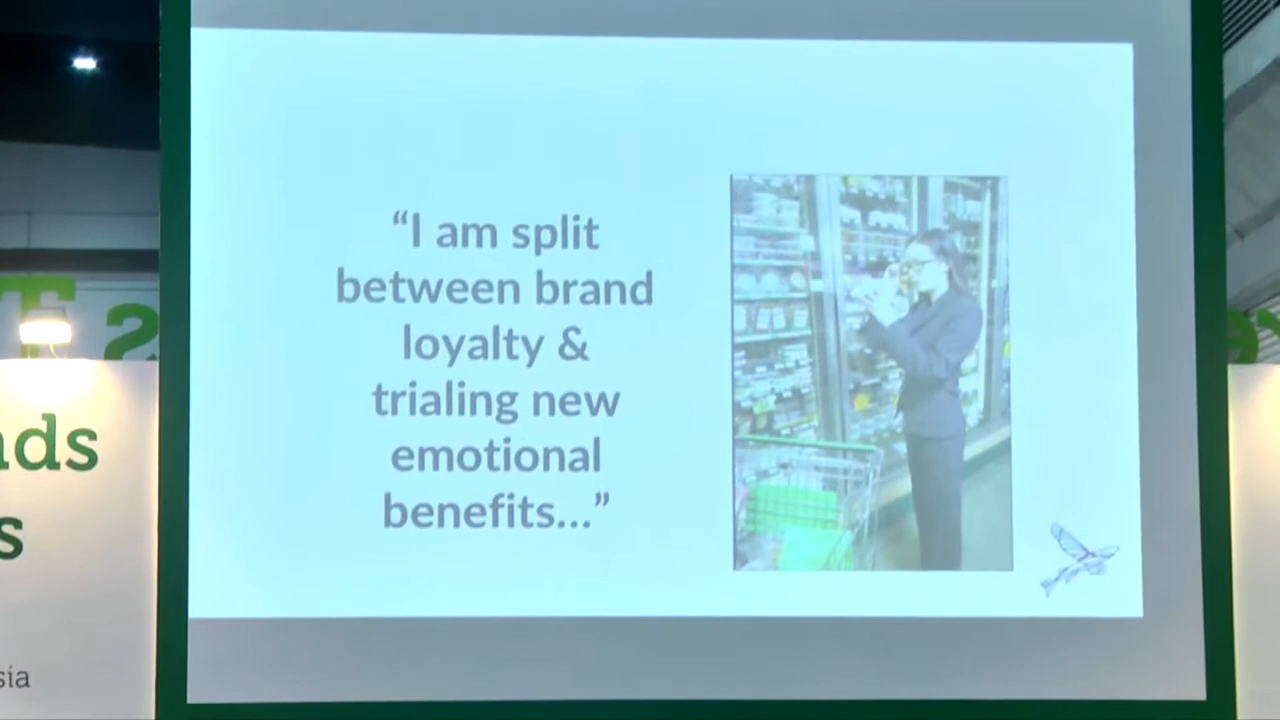 “I am split
between brand
loyalty &
trialing new
emotional
benefits...”